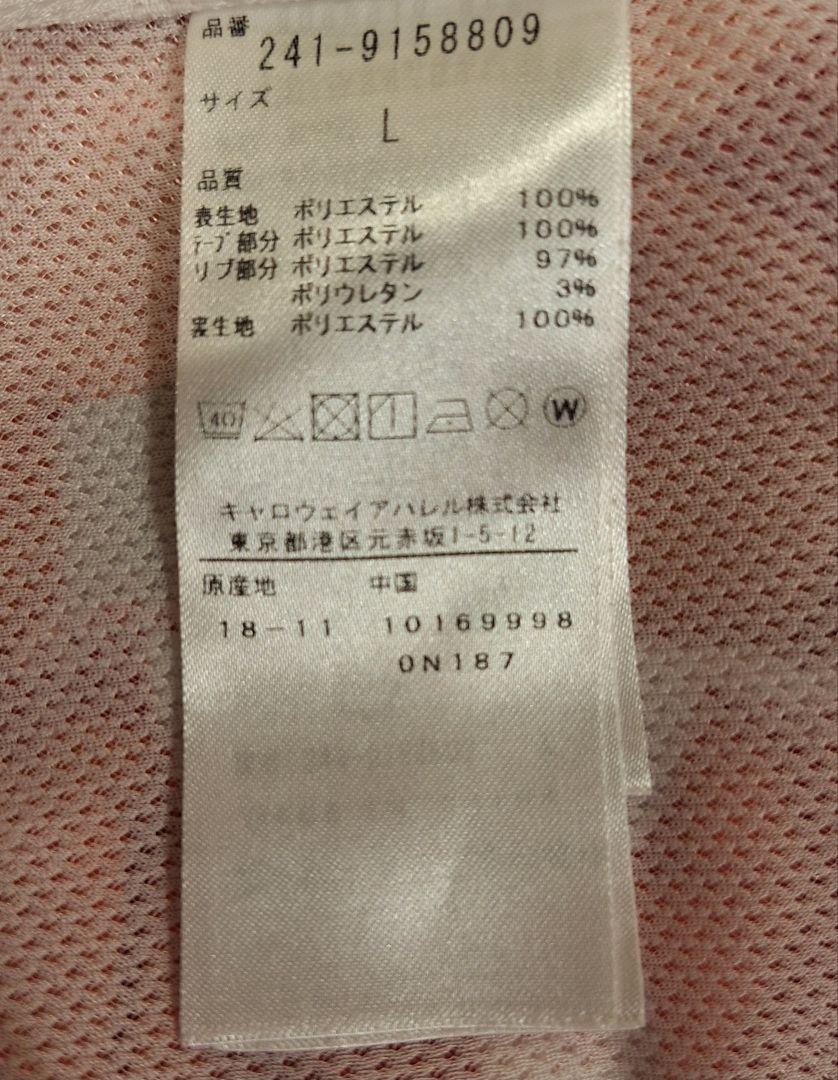 品番
241-9158809
サイズ
L
品質
表生地 ポリエステル 100%
テープ部分 ポリエステル 100%
リブ部分 ポリエステル 97%
ポリウレタン 3%
裏生地 ポリエステル 100%
40
W
キャロウェイアパレル株式会社
東京都港区元赤坂1-5-12
原産地 中国
18-11 10169998
0N187